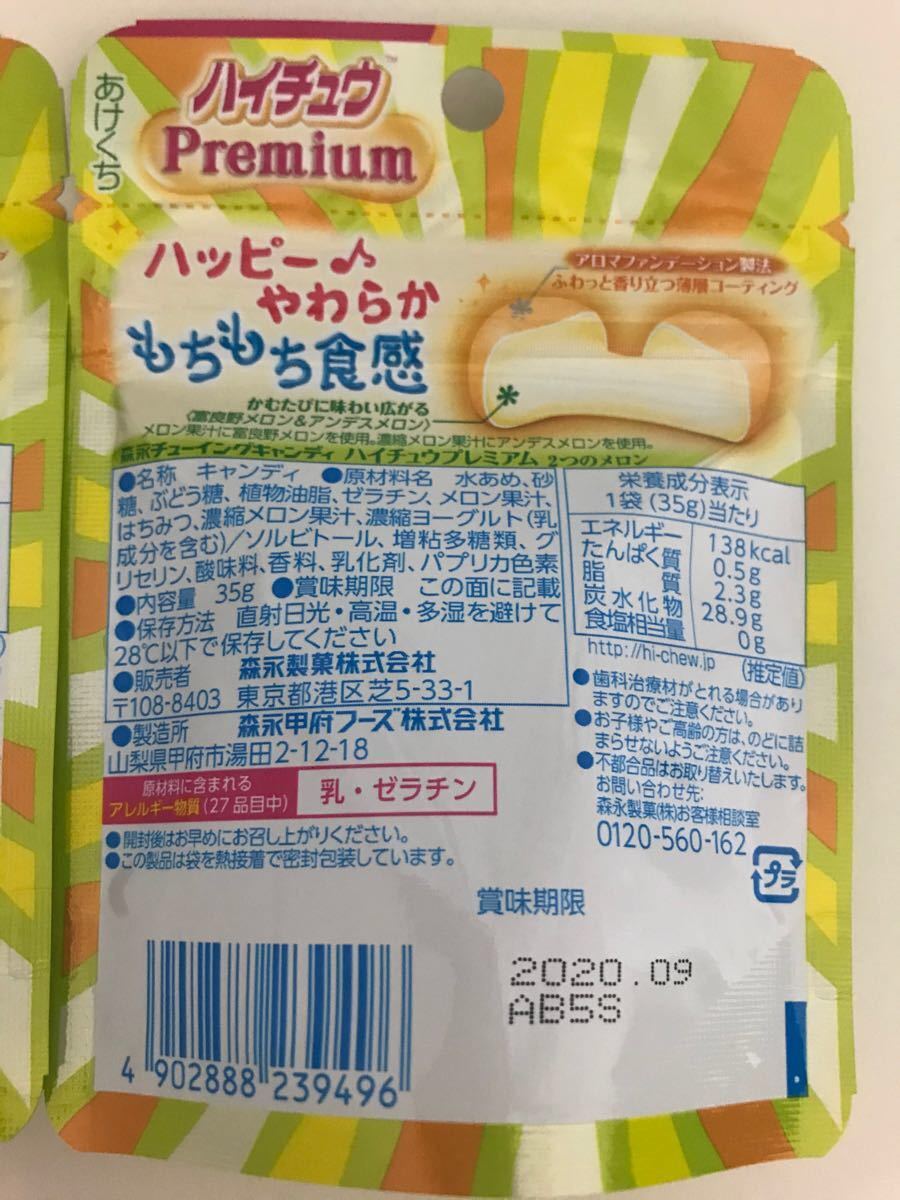 あけくち
ハイチュウ™
Premium
ハッピー♪
やわらか
もちもち食感
アロマファンデーション製法
ふわっと香り立つ薄層コーティング
かむたびに味わい広がる
〈富良野メロン&アンデスメロン〉
メロン果汁に富良野メロンを使用。濃縮メロン果汁にアンデスメロンを使用。
森永チューイングキャンディ ハイチュウプレミアム 2つのメロン
●名称 キャンディ ●原材料名 水あめ、砂
糖、ぶどう糖、植物油脂、ゼラチン、メロン果汁、
はちみつ、濃縮メロン果汁、濃縮ヨーグルト(乳
成分を含む)/ソルビトール、増粘多糖類、グ
リセリン、酸味料、香料、乳化剤、パプリカ色素
●内容量 35g ●賞味期限 この面に記載
●保存方法 直射日光・高温・多湿を避けて
28℃以下で保存してください
●販売者 森永製菓株式会社
〒108-8403 東京都港区芝5-33-1
●製造所 森永甲府フーズ株式会社
山梨県甲府市湯田2-12-18
原材料に含まれる
アレルギー物質(27品目中)
乳・ゼラチン
●開封後はお早めにお召し上がりください。
●この製品は袋を熱接着で密封包装しています。
栄養成分表示
1袋(35g)当たり
エネルギー 138kcal
たんぱく質 0.5g
脂質 2.3g
炭水化物 28.9g
食塩相当量 0g
http://hi-chew.jp (推定値)
●歯科治療材がとれる場合があり
ますのでご注意ください。
●お子様やご高齢の方は、のどに詰
まらせないようご注意ください。
●不都合品はお取り替えいたします。
お問い合わせ先:
森永製菓(株)お客様相談室
0120-560-162
プラ
賞味期限
2020.09
AB5S
4 902888 239496